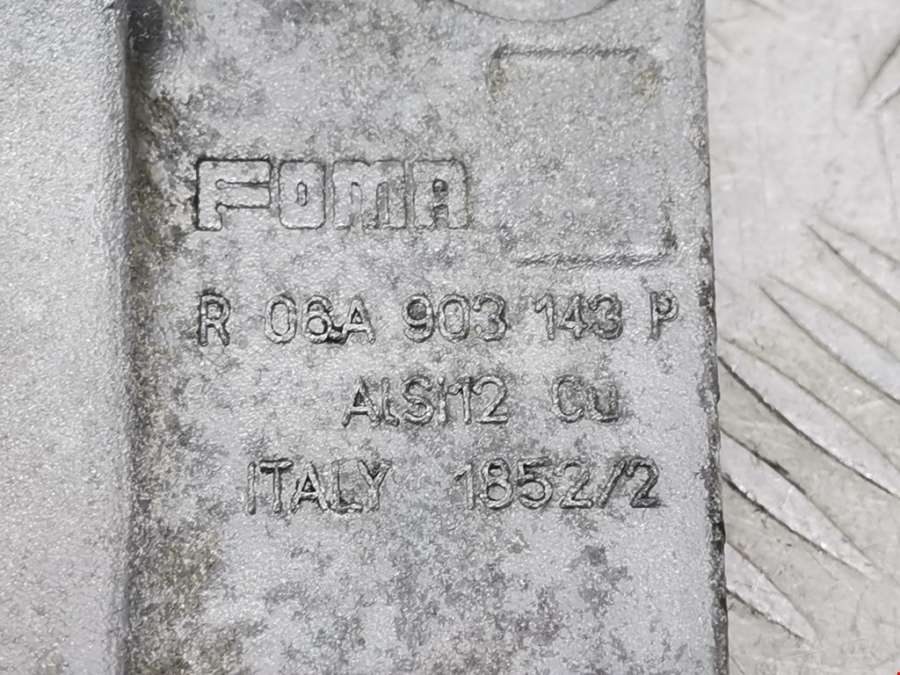 FOMA
R 06A 903 143 P
AlSi12 Cu
ITALY 1852/2